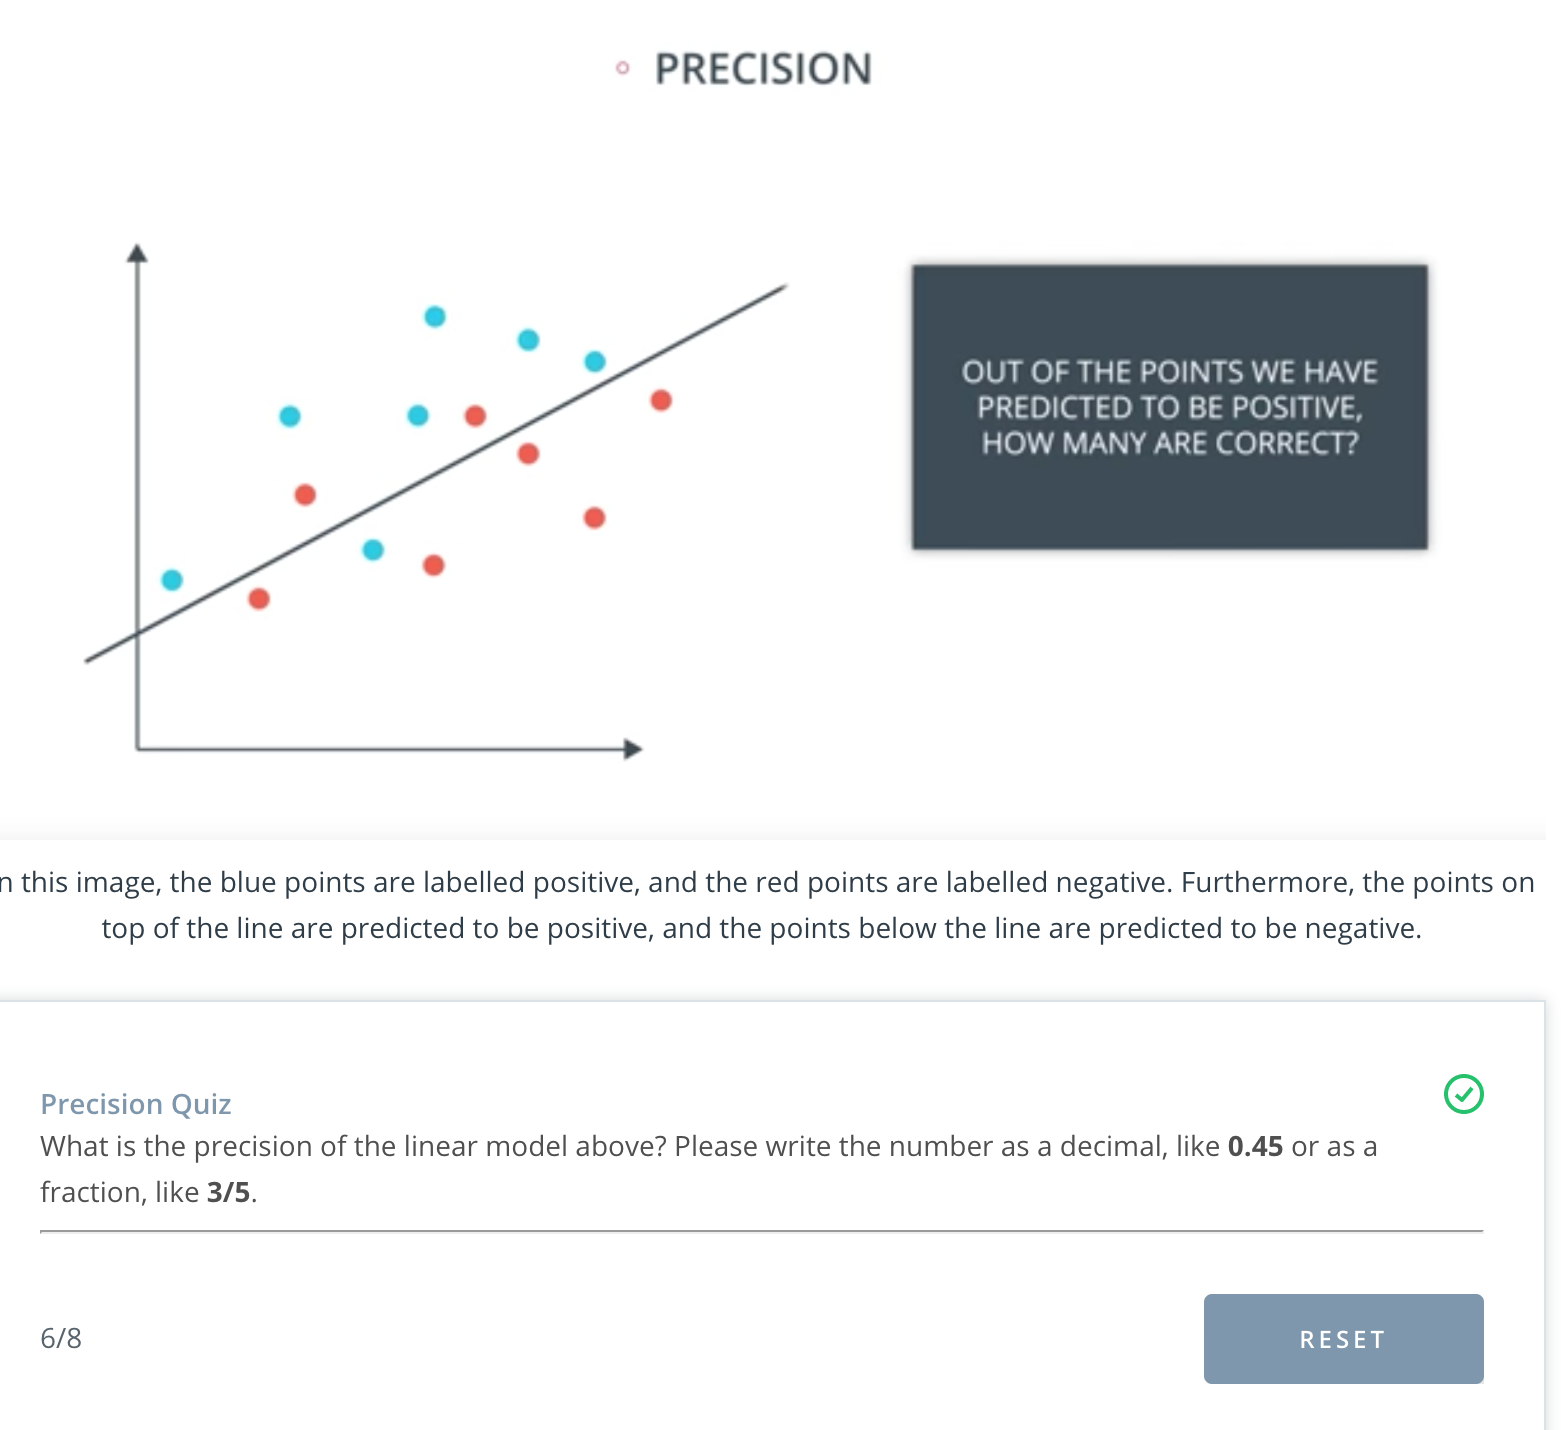 PRECISION
OUT OF THE POINTS WE HAVE
PREDICTED TO BE POSITIVE,
HOW MANY ARE CORRECT?
n this image, the blue points are labelled positive, and the red points are labelled negative. Furthermore, the points on
top of the line are predicted to be positive, and the points below the line are predicted to be negative.
Precision Quiz
What is the precision of the linear model above? Please write the number as a decimal, like 0.45 or as a
fraction, like 3/5.
6/8
RESET